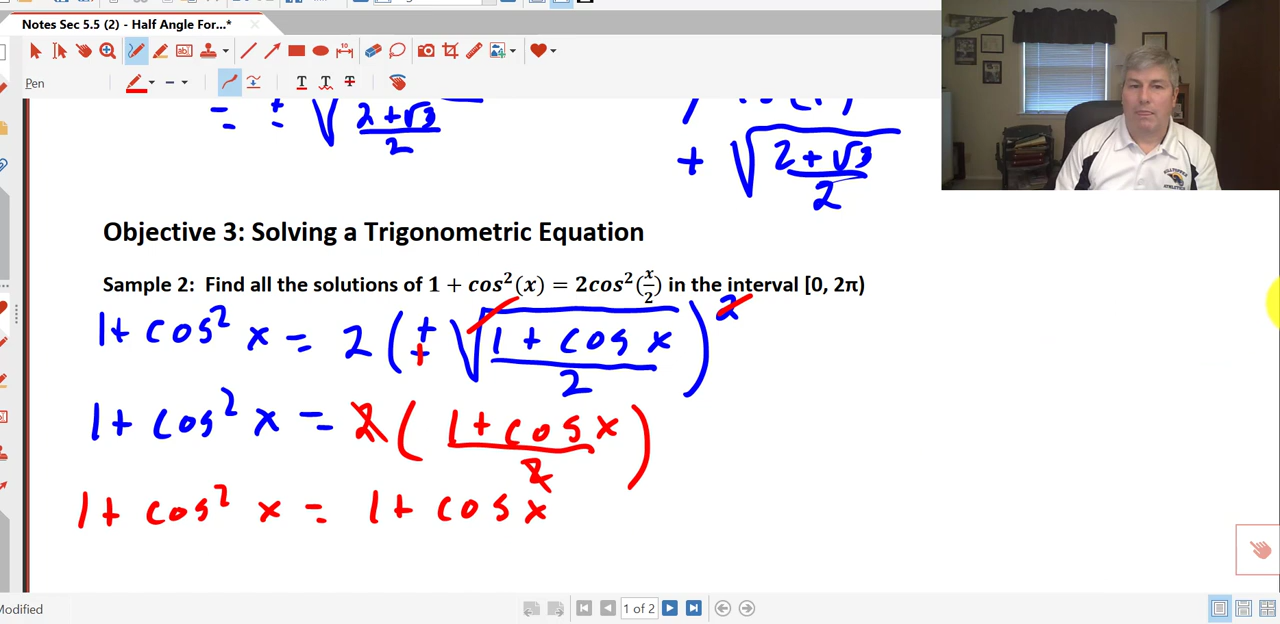 Notes Sec 5.5 (2) - Half Angle For...*
Pen
= ± √ 2 + √3 / 2
+ √ 2 + √3 / 2
HILLTOPPER
ATHLETICS
Objective 3: Solving a Trigonometric Equation
Sample 2: Find all the solutions of 1 + cos²(x) = 2cos²(x/2) in the interval [0, 2π)
1 + cos² x = 2 ( ± √ 1 + cos x / 2 )²
1 + cos² x = 2 ( 1 + cos x / 2 )
1 + cos² x = 1 + cos x
Modified
1 of 2